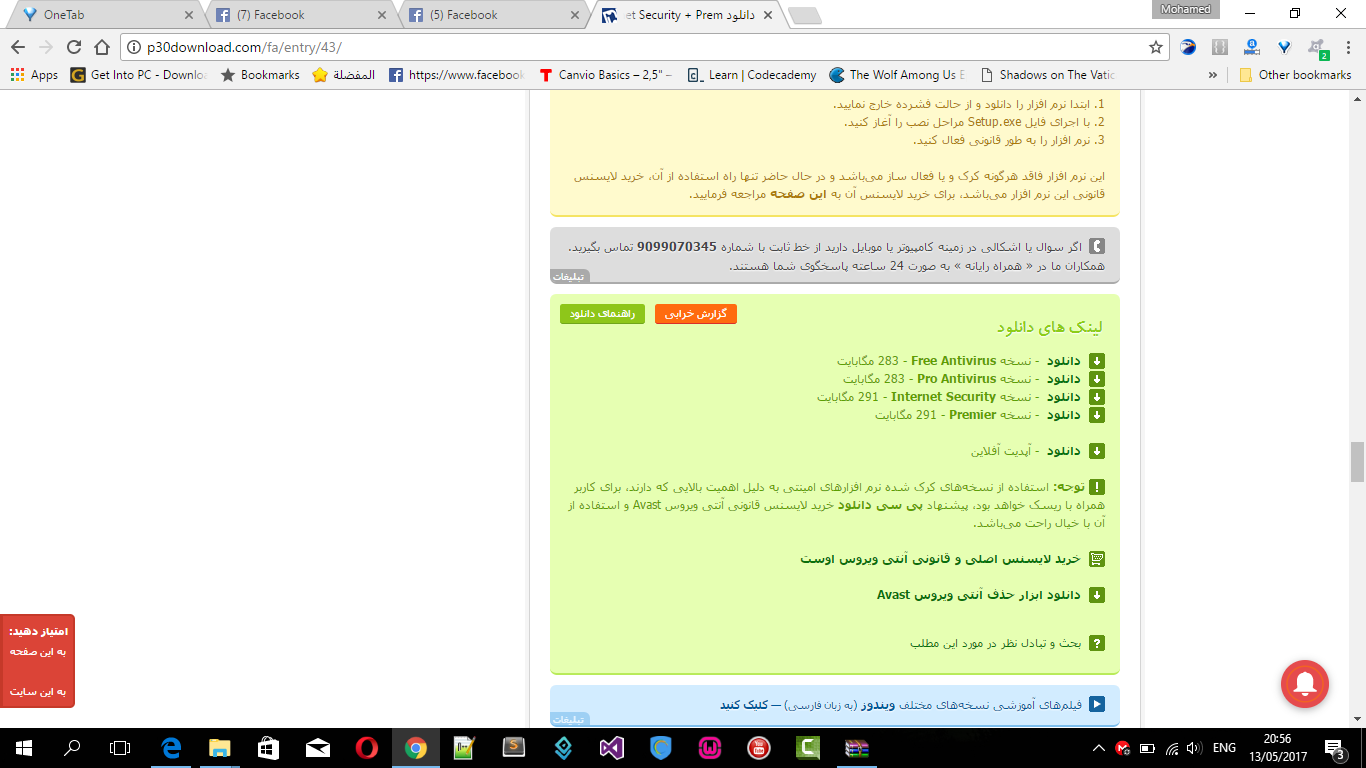 Mohamed
OneTab
(7) Facebook
(5) Facebook
دانلود et Security + Prem
p30download.com/fa/entry/43/
Apps
Get Into PC - Downlo
Bookmarks
المفضلة
https://www.facebook
Canvio Basics – 2,5" –
Learn | Codecademy
The Wolf Among Us E
Shadows on The Vatic
»
Other bookmarks
1. ابتدا نرم افزار را دانلود و از حالت فشرده خارج نمایید.
2. با اجرای فایل Setup.exe مراحل نصب را آغاز کنید.
3. نرم افزار را به طور قانونی فعال کنید.
این نرم افزار فاقد هرگونه کرک و یا فعال ساز می‌باشد و در حال حاضر تنها راه استفاده از آن، خرید لایسنس
قانونی این نرم افزار می‌باشد، برای خرید لایسنس آن به این صفحه مراجعه فرمایید.
اگر سوال یا اشکالی در زمینه کامپیوتر یا موبایل دارید از خط ثابت با شماره 9099070345 تماس بگیرید.
همکاران ما در « همراه رایانه » به صورت 24 ساعته پاسخگوی شما هستند.
تبلیغات
گزارش خرابی
راهنمای دانلود
لینک های دانلود
دانلود - نسخه Free Antivirus - 283 مگابایت
دانلود - نسخه Pro Antivirus - 283 مگابایت
دانلود - نسخه Internet Security - 291 مگابایت
دانلود - نسخه Premier - 291 مگابایت
دانلود - آپدیت آفلاین
توجه: استفاده از نسخه‌های کرک شده نرم افزارهای امنیتی به دلیل اهمیت بالایی که دارند، برای کاربر
همراه با ریسک خواهد بود، پیشنهاد پی سی دانلود خرید لایسنس قانونی آنتی ویروس Avast و استفاده از
آن با خیال راحت می‌باشد.
خرید لایسنس اصلی و قانونی آنتی ویروس اوست
دانلود ابزار حذف آنتی ویروس Avast
بحث و تبادل نظر در مورد این مطلب
فیلم‌های آموزشی نسخه‌های مختلف ویندوز (به زبان فارسی) — کلیک کنید
تبلیغات
امتیاز دهید:
به این صفحه
به این سایت
ENG
20:56
13/05/2017
3